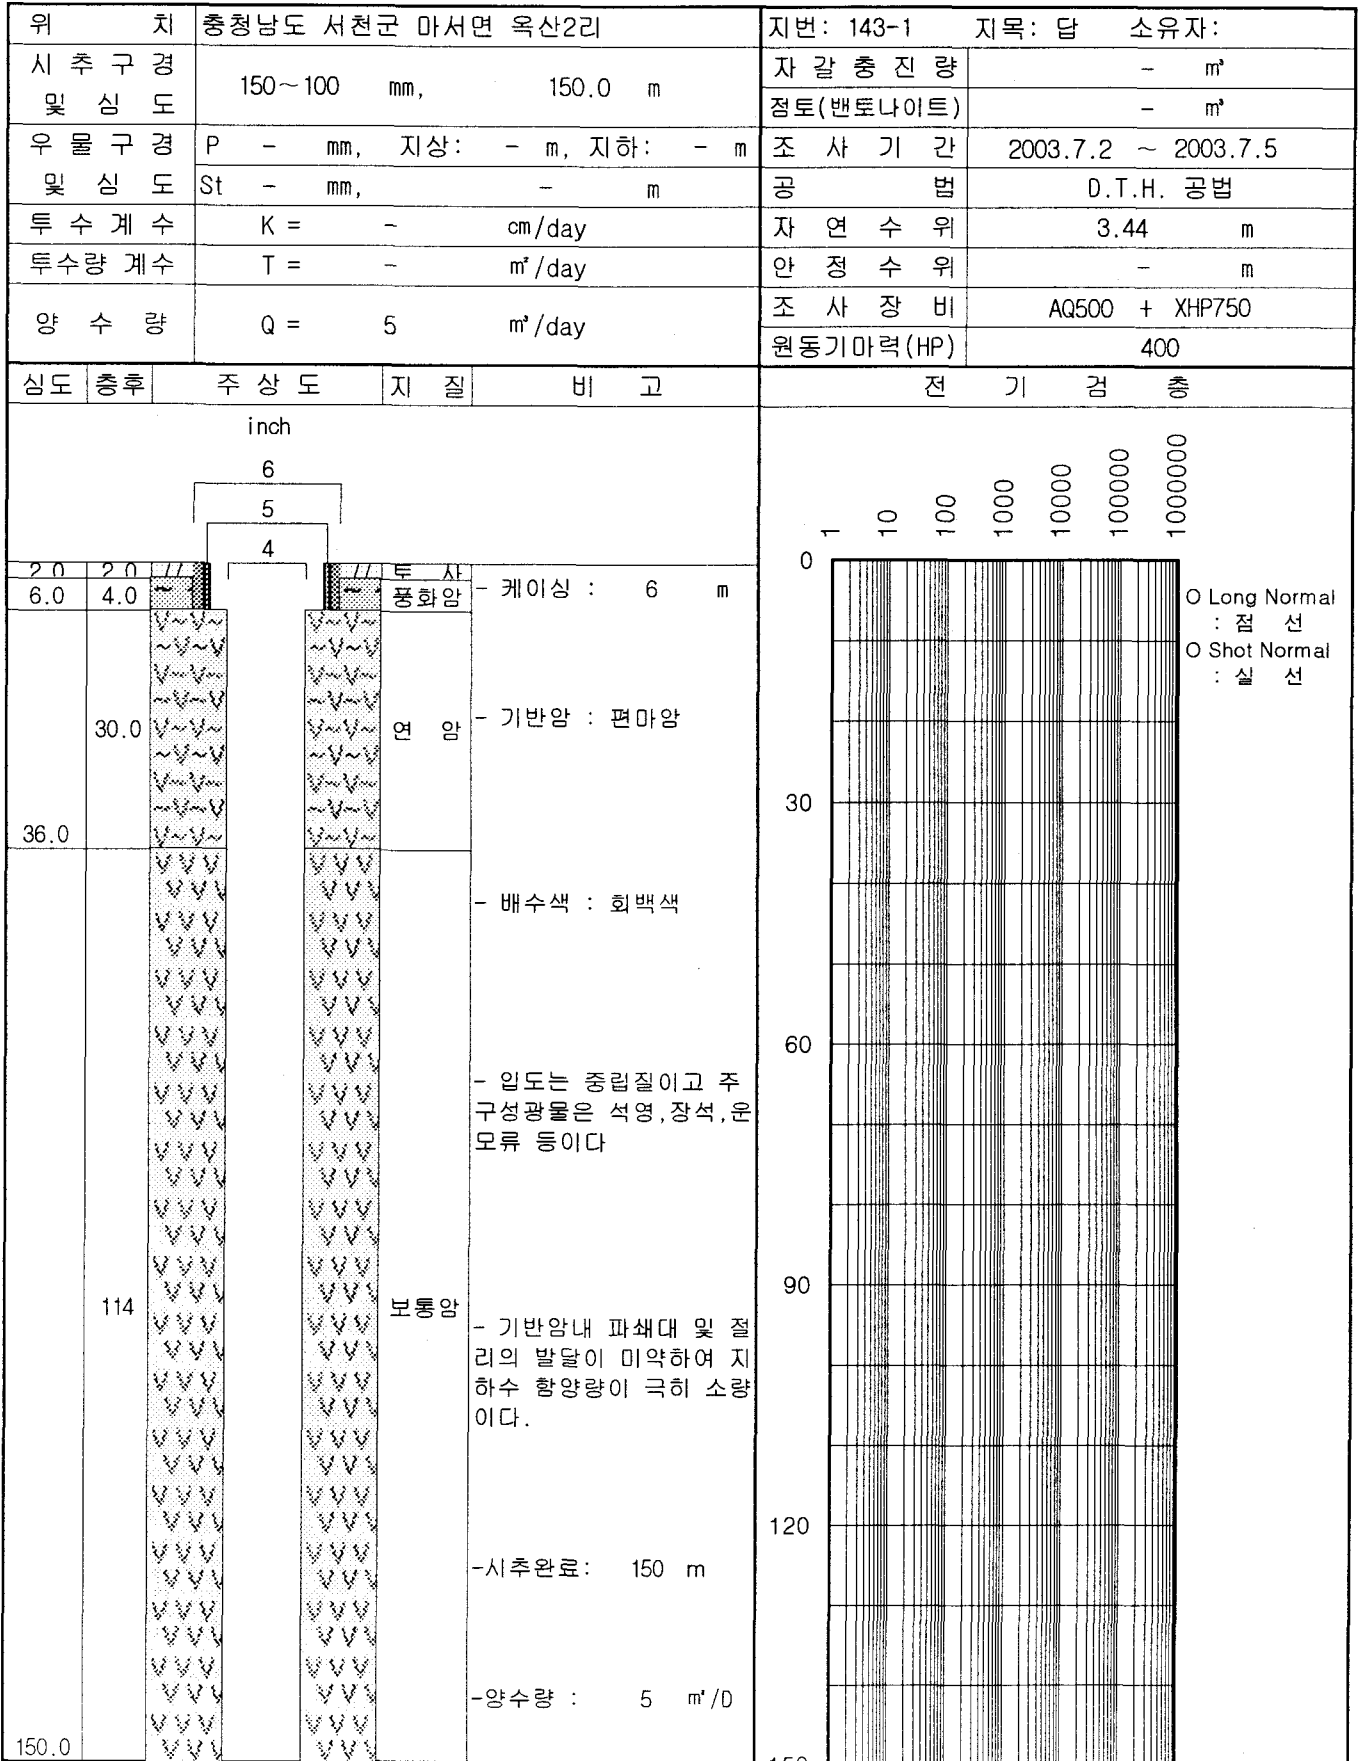 위 치 충청남도 서천군 마서면 옥산2리 지번: 143-1 지목: 답 소유자:
시 추 구 경 및 심 도 150~100 mm, 150.0 m
자 갈 충 진 량 - m³
점토(밴토나이트) - m³
우 물 구 경 및 심 도 P - mm, 지상: - m, 지하: - m
St - mm, - m
조 사 기 간 2003.7.2 ~ 2003.7.5
공 법 D.T.H. 공법
투 수 계 수 K = - cm/day
자 연 수 위 3.44 m
투수량 계수 T = - m²/day
안 정 수 위 - m
양 수 량 Q = 5 m³/day
조 사 장 비 AQ500 + XHP750
원동기마력(HP) 400
심도 층후 주 상 도 지 질 비 고 전 기 검 층
inch
6
5
4
1 10 100 1000 10000 100000 1000000
2.0 2.0 토 사
6.0 4.0 풍화암
- 케이싱 : 6 m
30.0 연 암
- 기반암 : 편마암
36.0
- 배수색 : 회백색
- 입도는 중립질이고 주
구성광물은 석영,장석,운
모류 등이다
114 보통암
- 기반암내 파쇄대 및 절
리의 발달이 미약하여 지
하수 함양량이 극히 소량
이다.
-시추완료: 150 m
-양수량 : 5 m³/D
150.0
0
30
60
90
120
150
O Long Normal
: 점 선
O Shot Normal
: 실 선